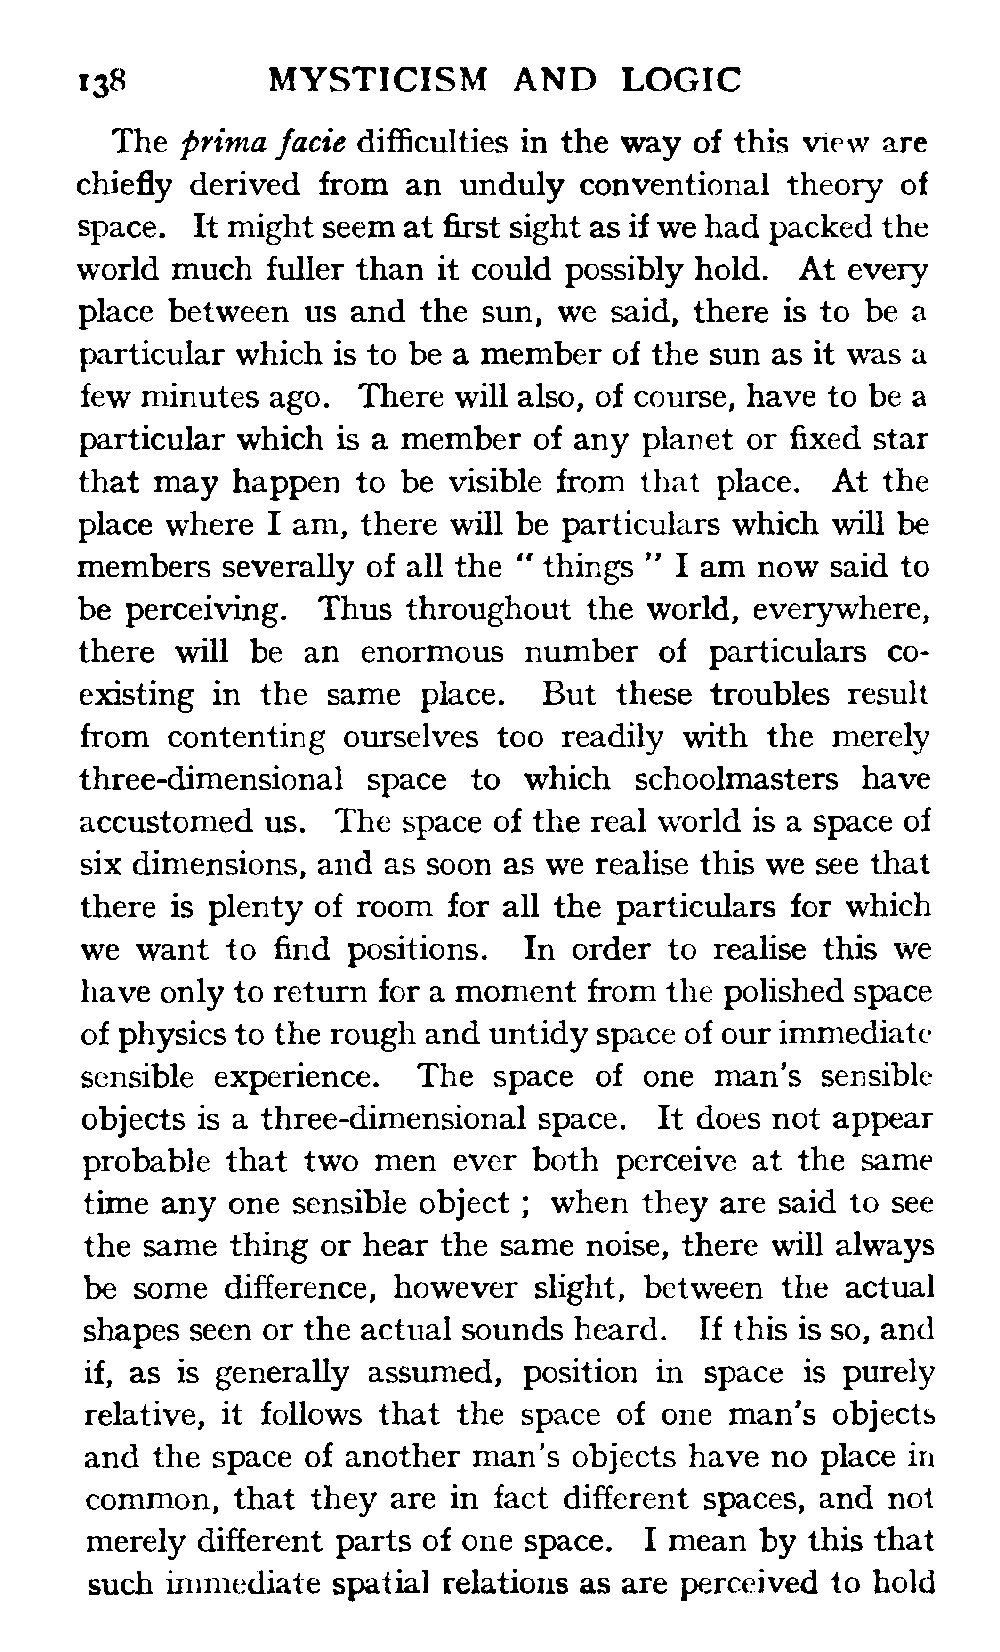 138 MYSTICISM AND LOGIC
The prima facie difficulties in the way of this view are
chiefly derived from an unduly conventional theory of
space. It might seem at first sight as if we had packed the
world much fuller than it could possibly hold. At every
place between us and the sun, we said, there is to be a
particular which is to be a member of the sun as it was a
few minutes ago. There will also, of course, have to be a
particular which is a member of any planet or fixed star
that may happen to be visible from that place. At the
place where I am, there will be particulars which will be
members severally of all the “ things ” I am now said to
be perceiving. Thus throughout the world, everywhere,
there will be an enormous number of particulars co-
existing in the same place. But these troubles result
from contenting ourselves too readily with the merely
three-dimensional space to which schoolmasters have
accustomed us. The space of the real world is a space of
six dimensions, and as soon as we realise this we see that
there is plenty of room for all the particulars for which
we want to find positions. In order to realise this we
have only to return for a moment from the polished space
of physics to the rough and untidy space of our immediate
sensible experience. The space of one man's sensible
objects is a three-dimensional space. It does not appear
probable that two men ever both perceive at the same
time any one sensible object ; when they are said to see
the same thing or hear the same noise, there will always
be some difference, however slight, between the actual
shapes seen or the actual sounds heard. If this is so, and
if, as is generally assumed, position in space is purely
relative, it follows that the space of one man's objects
and the space of another man's objects have no place in
common, that they are in fact different spaces, and not
merely different parts of one space. I mean by this that
such immediate spatial relations as are perceived to hold